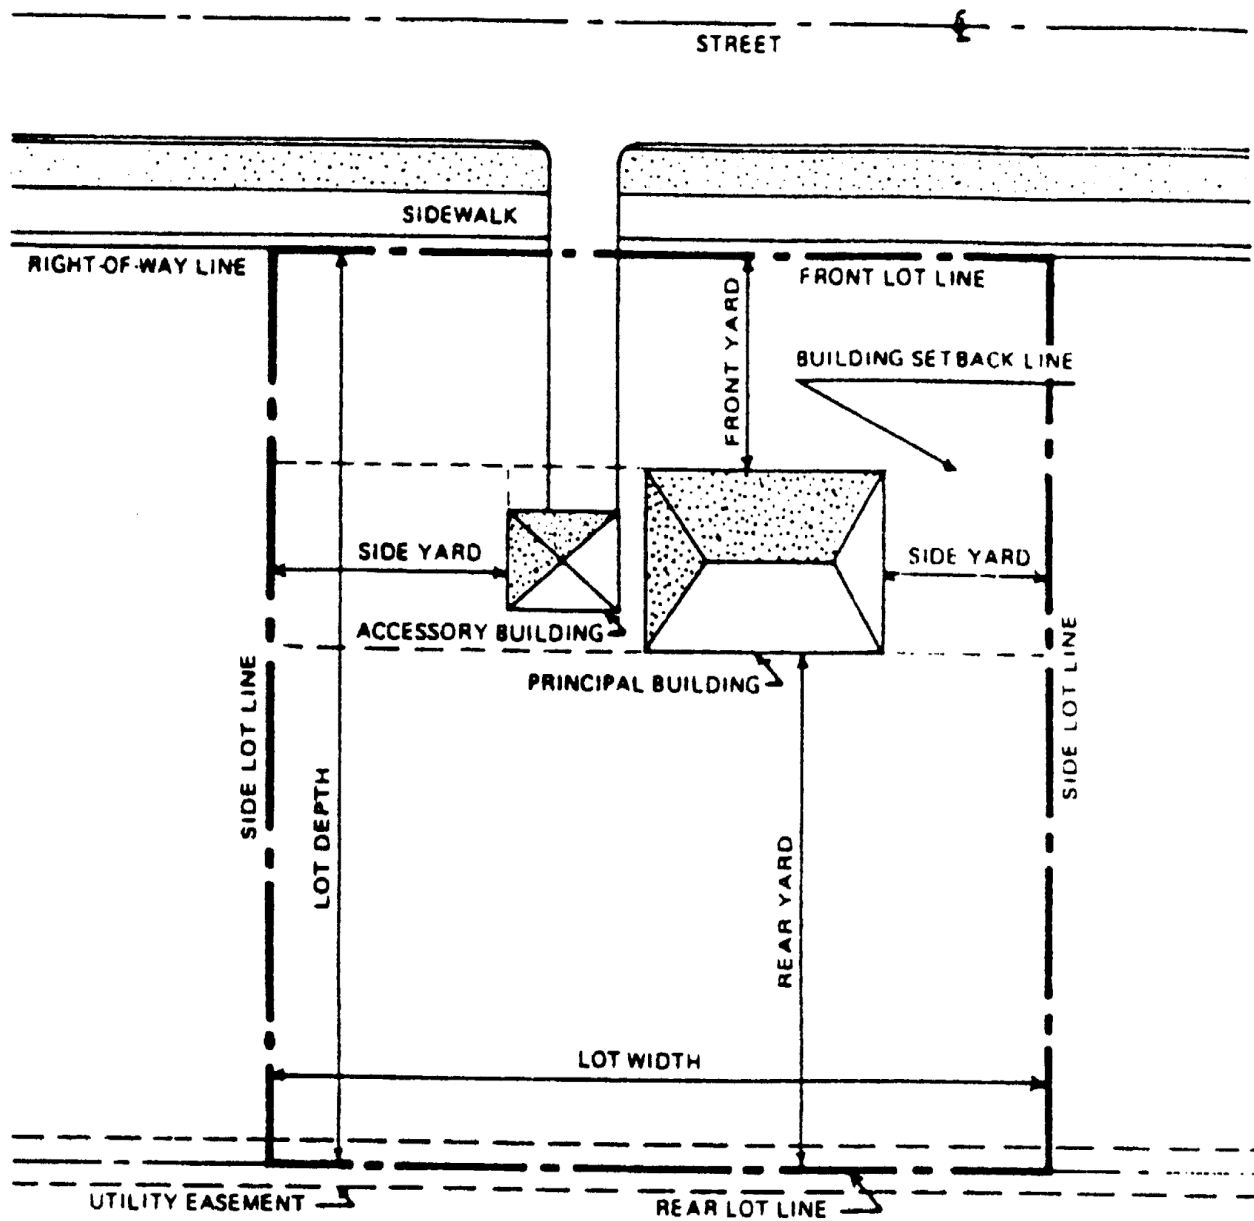 ℄
STREET
SIDEWALK
RIGHT-OF-WAY LINE
FRONT LOT LINE
FRONT YARD
BUILDING SETBACK LINE
SIDE YARD
SIDE YARD
ACCESSORY BUILDING
PRINCIPAL BUILDING
SIDE LOT LINE
SIDE LOT LINE
LOT DEPTH
REAR YARD
LOT WIDTH
UTILITY EASEMENT
REAR LOT LINE